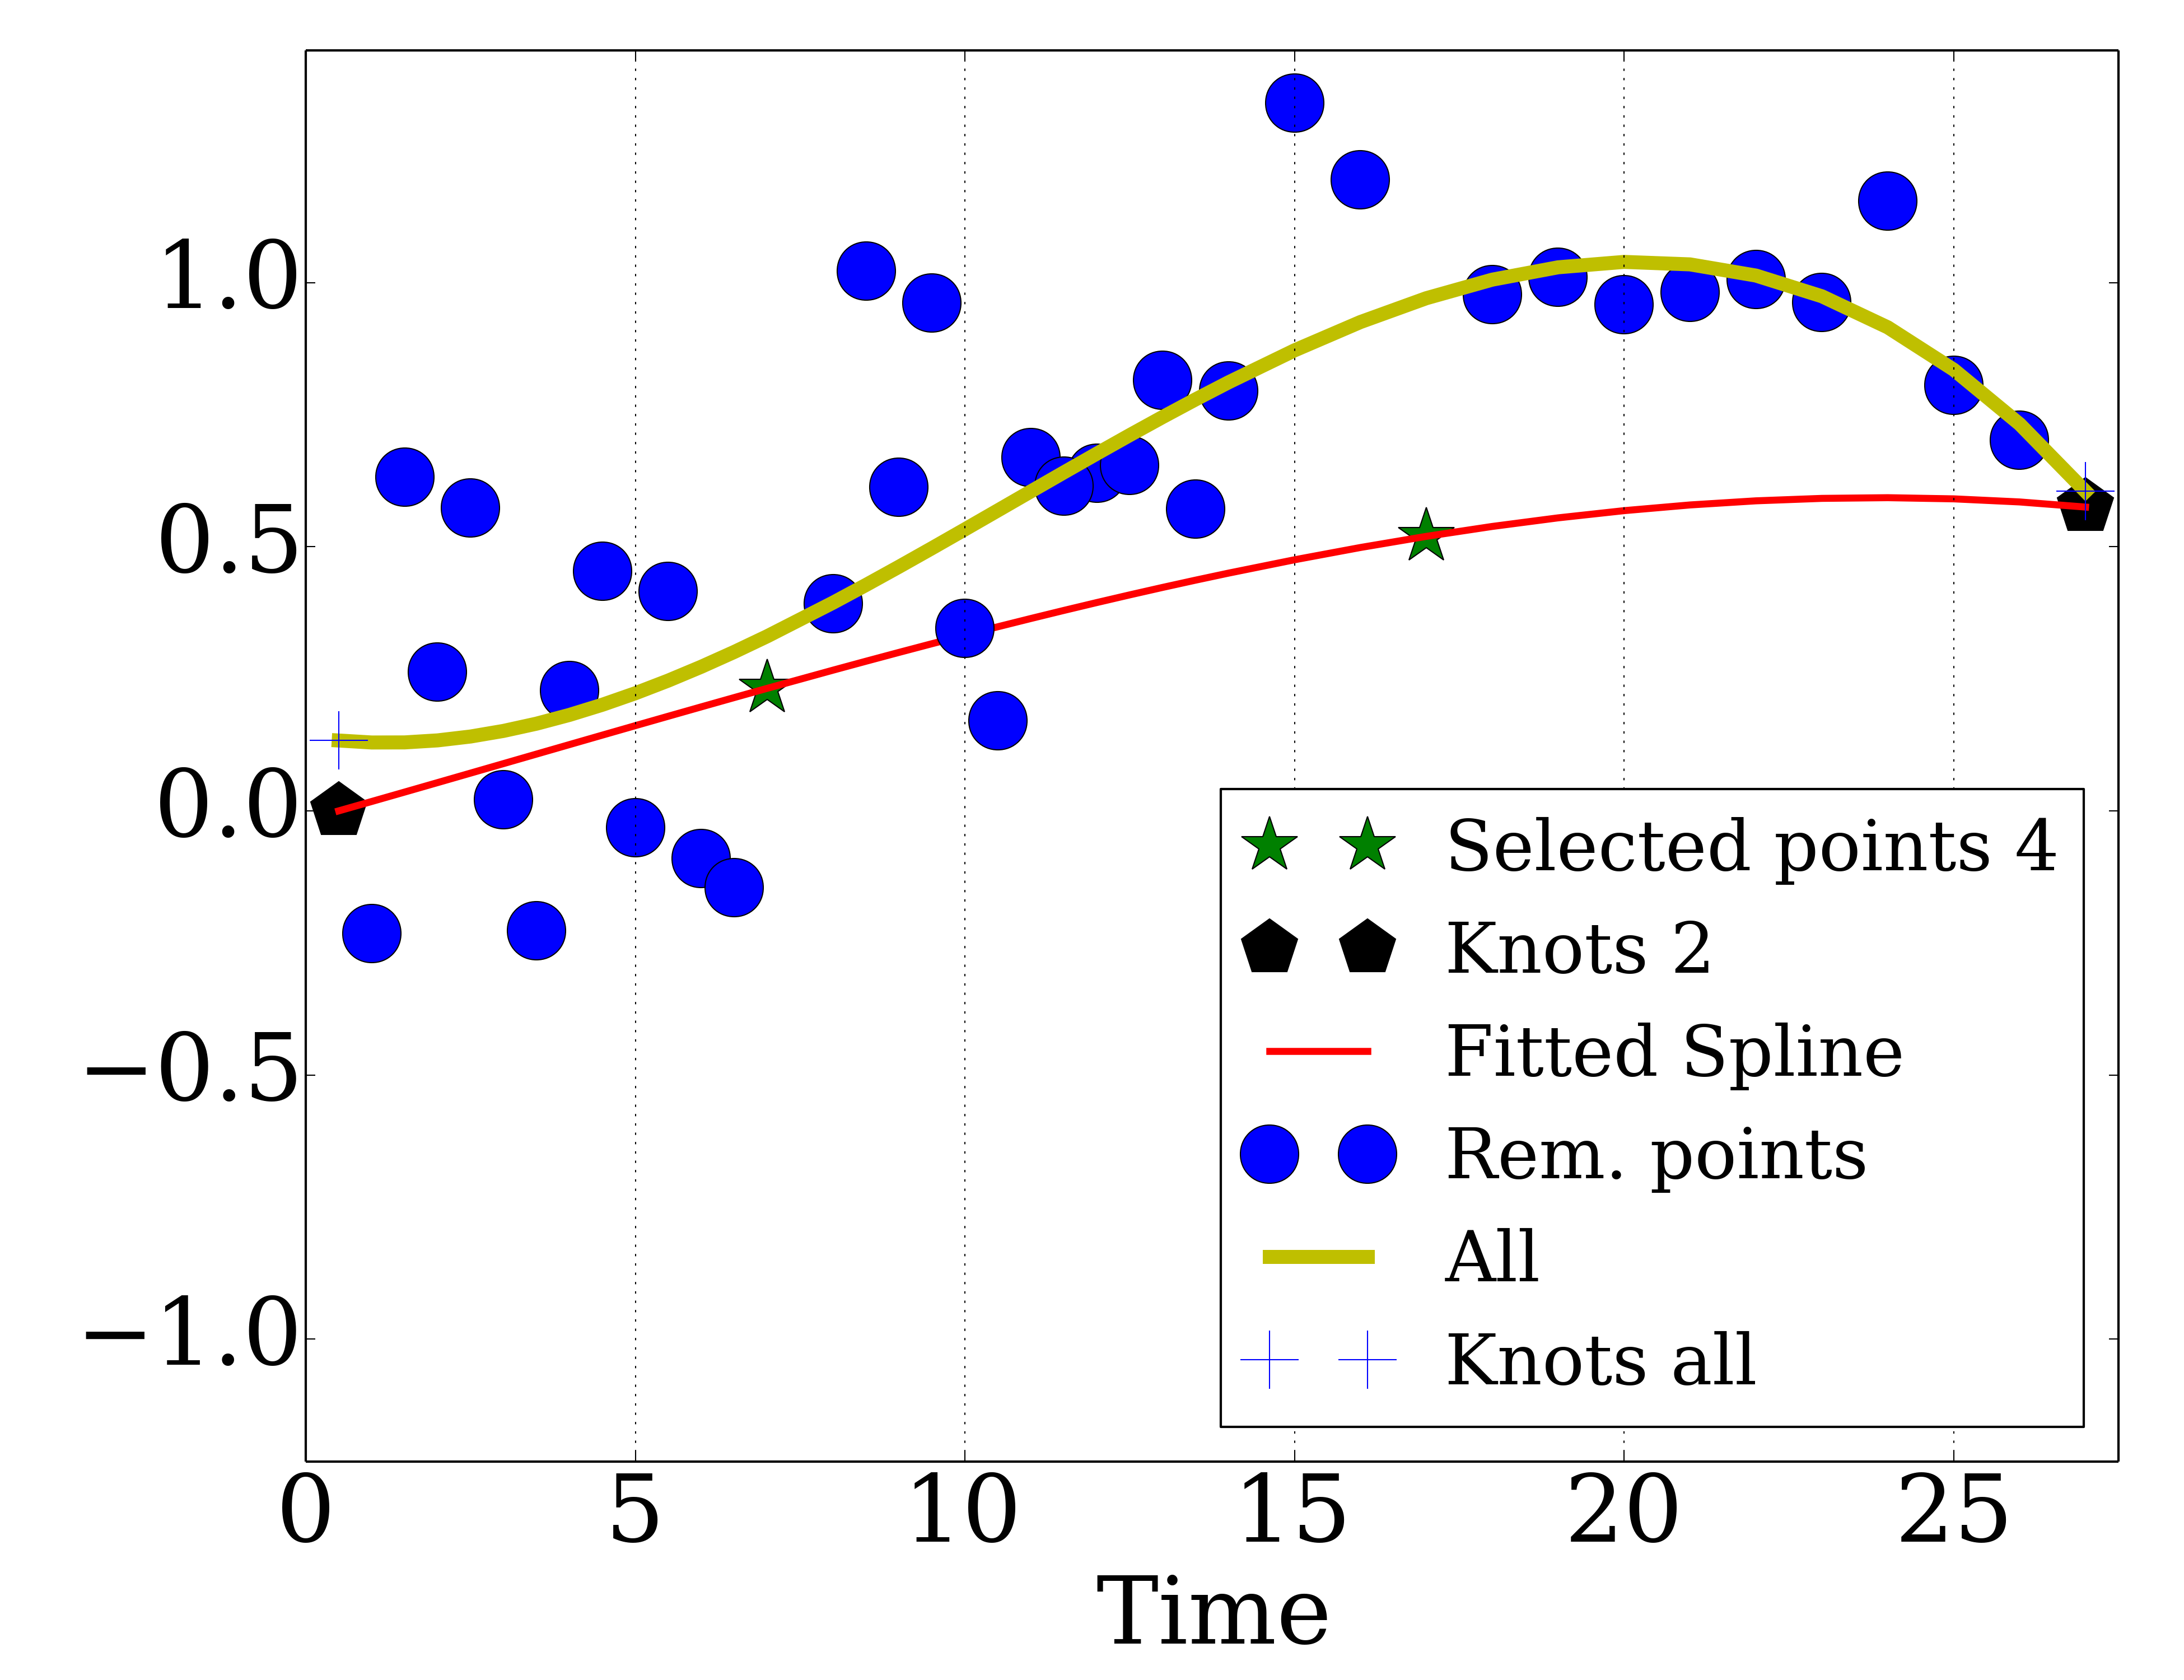 1.0
0.5
0.0
−0.5
−1.0
0 5 10 15 20 25
Time
Selected points 4
Knots 2
Fitted Spline
Rem. points
All
Knots all